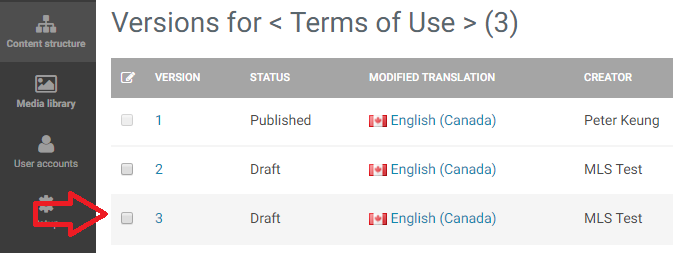 Versions for < Terms of Use > (3)
Content structure
Media library
User accounts
VERSION STATUS MODIFIED TRANSLATION CREATOR
1 Published English (Canada) Peter Keung
2 Draft English (Canada) MLS Test
3 Draft English (Canada) MLS Test